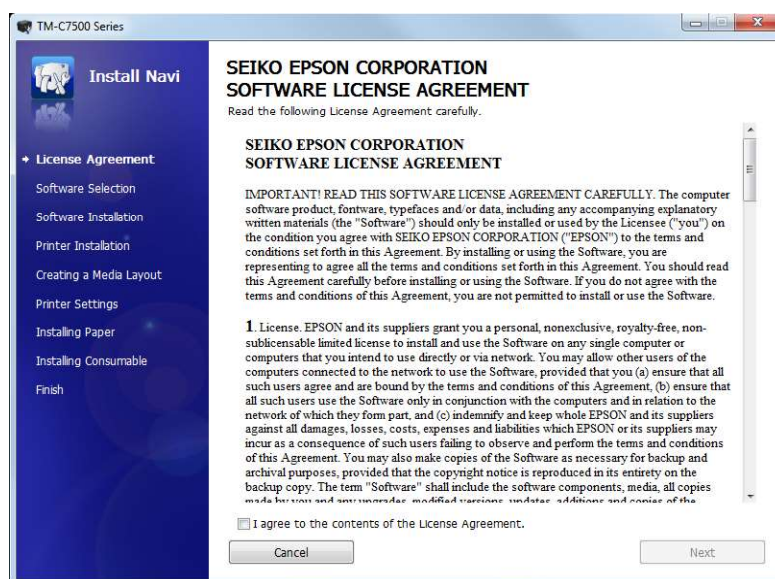 TM-C7500 Series
Install Navi
License Agreement
Software Selection
Software Installation
Printer Installation
Creating a Media Layout
Printer Settings
Installing Paper
Installing Consumable
Finish
SEIKO EPSON CORPORATION
SOFTWARE LICENSE AGREEMENT
Read the following License Agreement carefully.
SEIKO EPSON CORPORATION
SOFTWARE LICENSE AGREEMENT
IMPORTANT! READ THIS SOFTWARE LICENSE AGREEMENT CAREFULLY. The computer
software product, fontware, typefaces and/or data, including any accompanying explanatory
written materials (the "Software") should only be installed or used by the Licensee ("you") on
the condition you agree with SEIKO EPSON CORPORATION ("EPSON") to the terms and
conditions set forth in this Agreement. By installing or using the Software, you are
representing to agree all the terms and conditions set forth in this Agreement. You should read
this Agreement carefully before installing or using the Software. If you do not agree with the
terms and conditions of this Agreement, you are not permitted to install or use the Software.
1. License. EPSON and its suppliers grant you a personal, nonexclusive, royalty-free, non-
sublicensable limited license to install and use the Software on any single computer or
computers that you intend to use directly or via network. You may allow other users of the
computers connected to the network to use the Software, provided that you (a) ensure that all
such users agree and are bound by the terms and conditions of this Agreement, (b) ensure that
all such users use the Software only in conjunction with the computers and in relation to the
network of which they form part, and (c) indemnify and keep whole EPSON and its suppliers
against all damages, losses, costs, expenses and liabilities which EPSON or its suppliers may
incur as a consequence of such users failing to observe and perform the terms and conditions
of this Agreement. You may also make copies of the Software as necessary for backup and
archival purposes, provided that the copyright notice is reproduced in its entirety on the
backup copy. The term "Software" shall include the software components, media, all copies
made by you and any upgrades, modified versions, updates, additions and copies of the
I agree to the contents of the License Agreement.
Cancel
Next